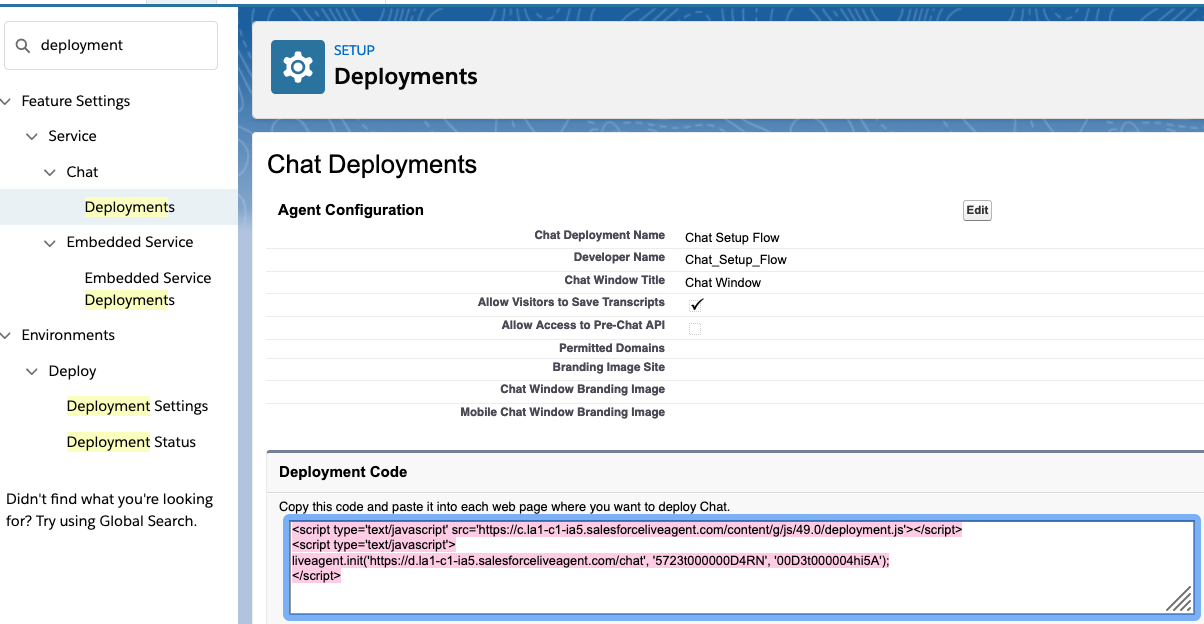 deployment
Feature Settings
Service
Chat
Deployments
Embedded Service
Embedded Service
Deployments
Environments
Deploy
Deployment Settings
Deployment Status
Didn't find what you're looking
for? Try using Global Search.
SETUP
Deployments
Chat Deployments
Agent Configuration
Edit
Chat Deployment Name Chat Setup Flow
Developer Name Chat_Setup_Flow
Chat Window Title Chat Window
Allow Visitors to Save Transcripts
Allow Access to Pre-Chat API
Permitted Domains
Branding Image Site
Chat Window Branding Image
Mobile Chat Window Branding Image
Deployment Code
Copy this code and paste it into each web page where you want to deploy Chat.
<script type='text/javascript' src='https://c.la1-c1-ia5.salesforceliveagent.com/content/g/js/49.0/deployment.js'></script>
<script type='text/javascript'>
liveagent.init('https://d.la1-c1-ia5.salesforceliveagent.com/chat', '5723t000000D4RN', '00D3t000004hi5A');
</script>